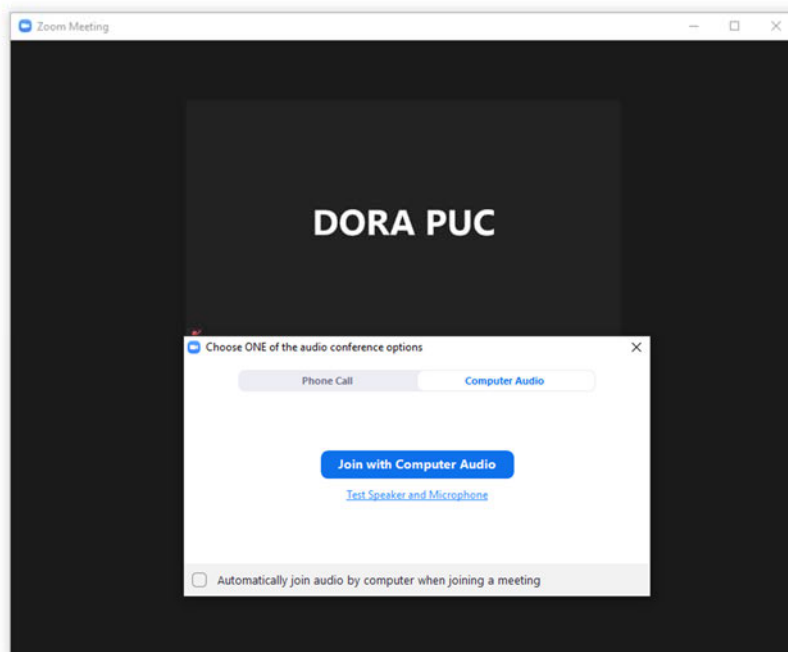 Zoom Meeting
DORA PUC
Choose ONE of the audio conference options
Phone Call
Computer Audio
Join with Computer Audio
Test Speaker and Microphone
Automatically join audio by computer when joining a meeting